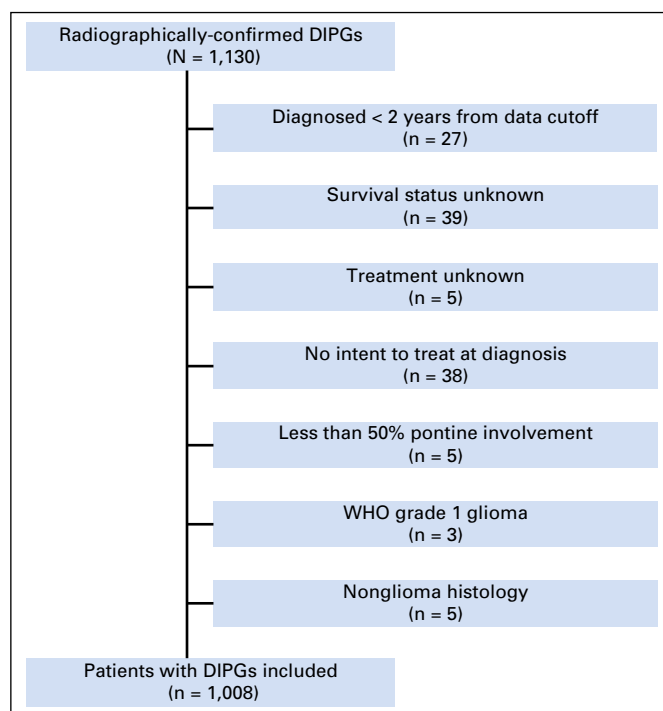 Radiographically-confirmed DIPGs
(N = 1,130)
Diagnosed < 2 years from data cutoff
(n = 27)
Survival status unknown
(n = 39)
Treatment unknown
(n = 5)
No intent to treat at diagnosis
(n = 38)
Less than 50% pontine involvement
(n = 5)
WHO grade 1 glioma
(n = 3)
Nonglioma histology
(n = 5)
Patients with DIPGs included
(n = 1,008)